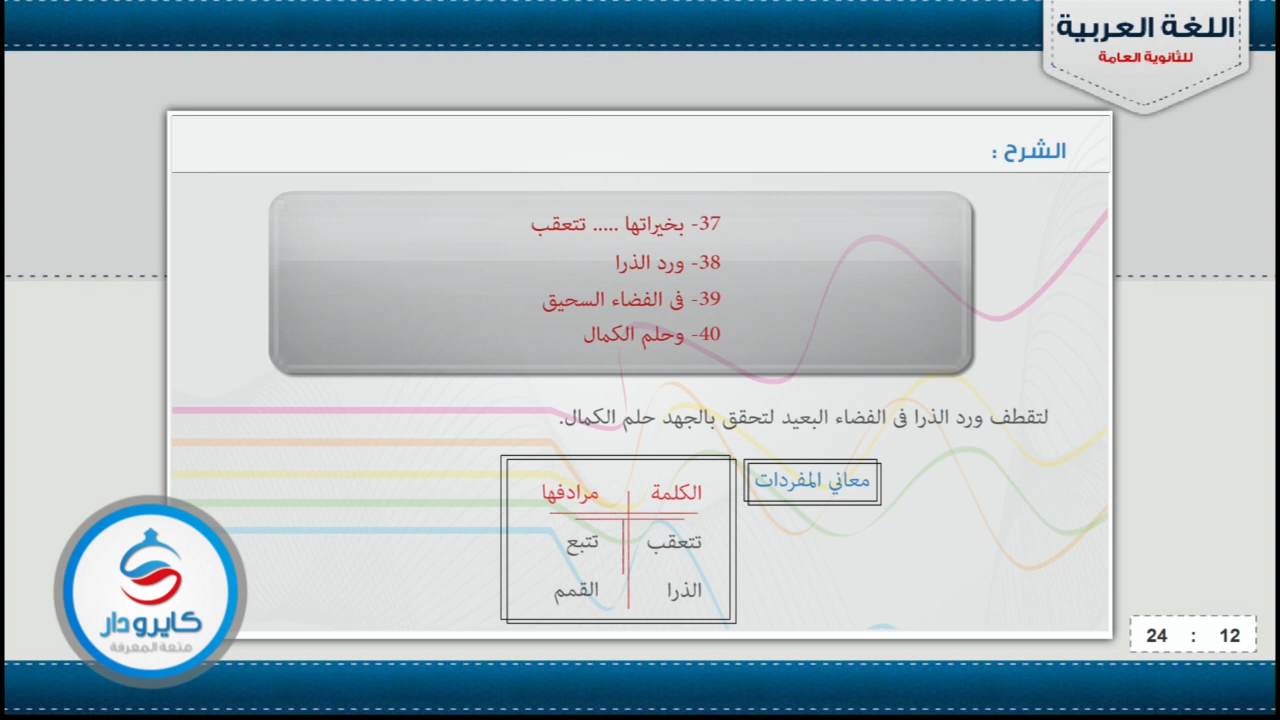 اللغة العربية
للثانوية العامة
الشرح :
37- بخيراتها ..... تتعقب
38- ورد الذرا
39- فى الفضاء السحيق
40- وحلم الكمال
لتقطف ورد الذرا فى الفضاء البعيد لتحقق بالجهد حلم الكمال.
معاني المفردات
الكلمة مرادفها
تتعقب تتبع
الذرا القمم
كايرودار
متعة المعرفة
24 : 12